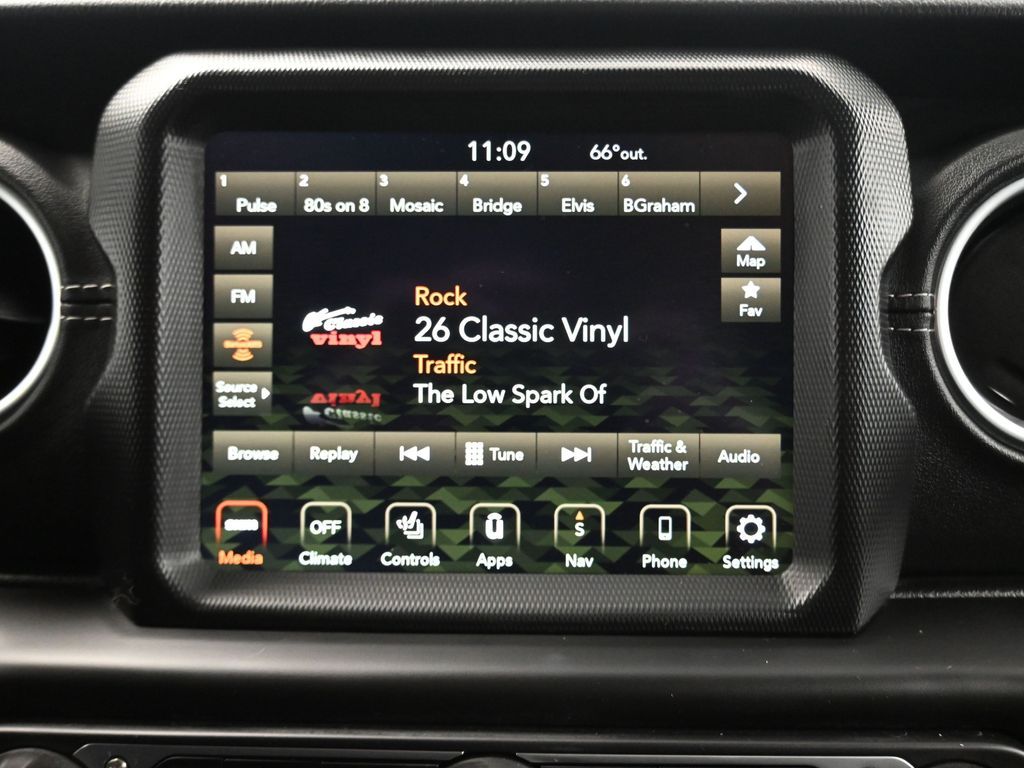 11:09 66°out.
1 2 3 4 5 6
Pulse 80s on 8 Mosaic Bridge Elvis BGraham
AM
Map
FM
Fav
Rock
Classic
vinyl
26 Classic Vinyl
Traffic
The Low Spark Of
Source
Select
Browse Replay Tune Traffic & Weather Audio
OFF
S
Media Climate Controls Apps Nav Phone Settings